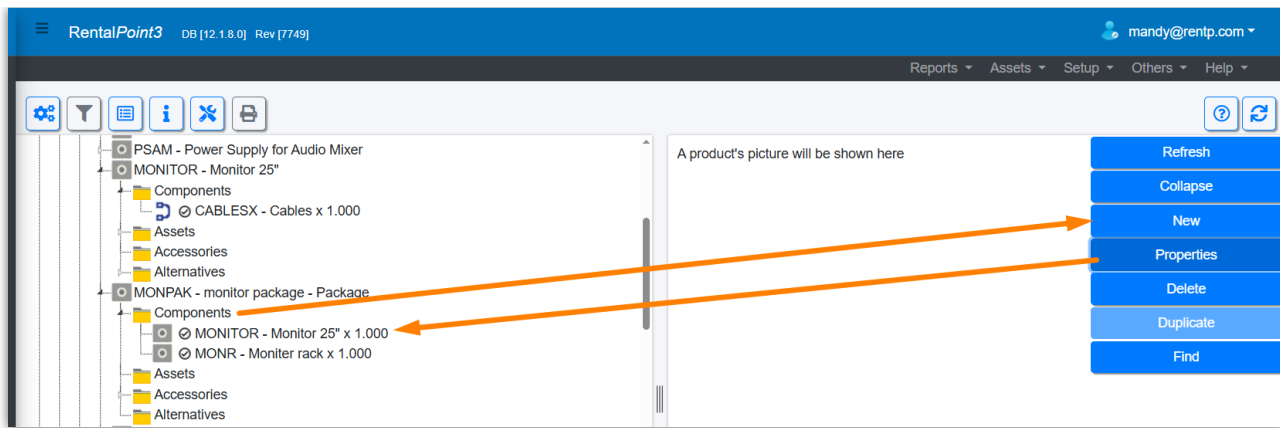 RentalPoint3 DB [12.1.8.0] Rev [7749] mandy@rentp.com
Reports Assets Setup Others Help
PSAM - Power Supply for Audio Mixer
MONITOR - Monitor 25"
Components
CABLESX - Cables x 1.000
Assets
Accessories
Alternatives
MONPAK - monitor package - Package
Components
MONITOR - Monitor 25" x 1.000
MONR - Moniter rack x 1.000
Assets
Accessories
Alternatives
A product's picture will be shown here
Refresh
Collapse
New
Properties
Delete
Duplicate
Find